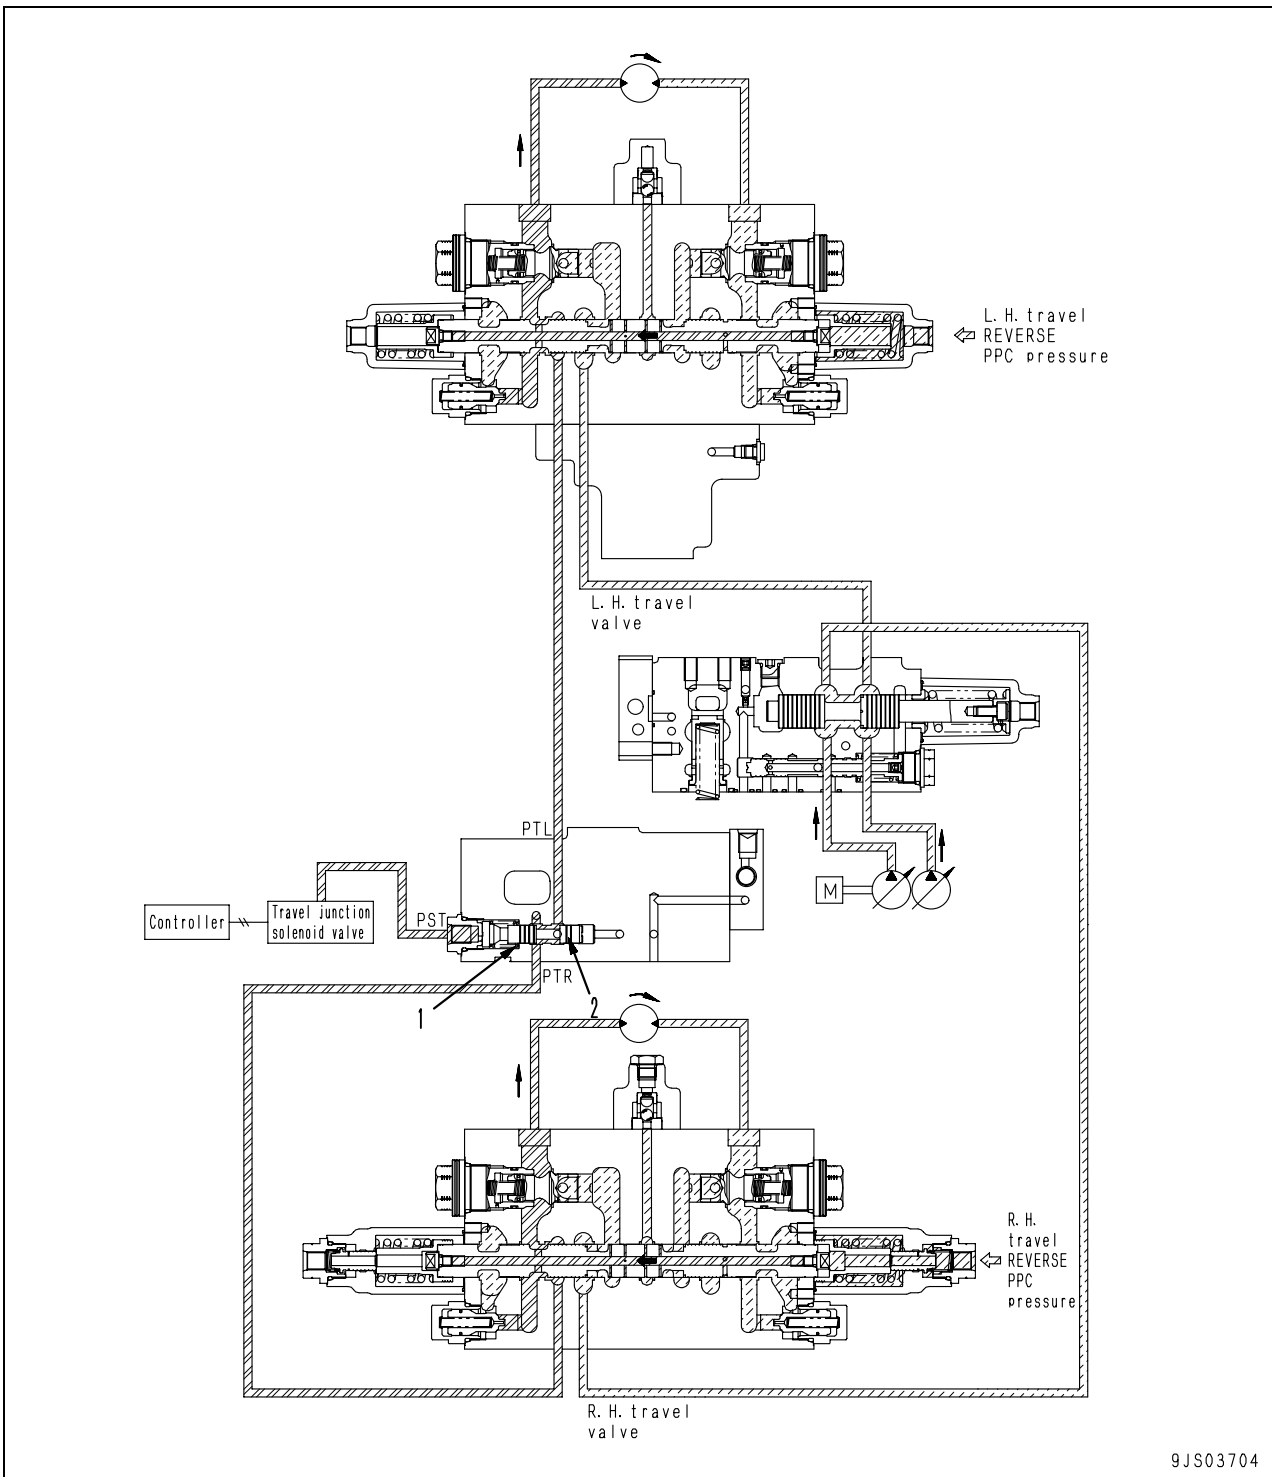 L.H. travel
REVERSE
PPC pressure
L.H. travel
valve
PTL
M
Controller
Travel junction
solenoid valve
PST
PTR
1
2
R.H.
travel
REVERSE
PPC
pressure
R.H. travel
valve
9JS03704